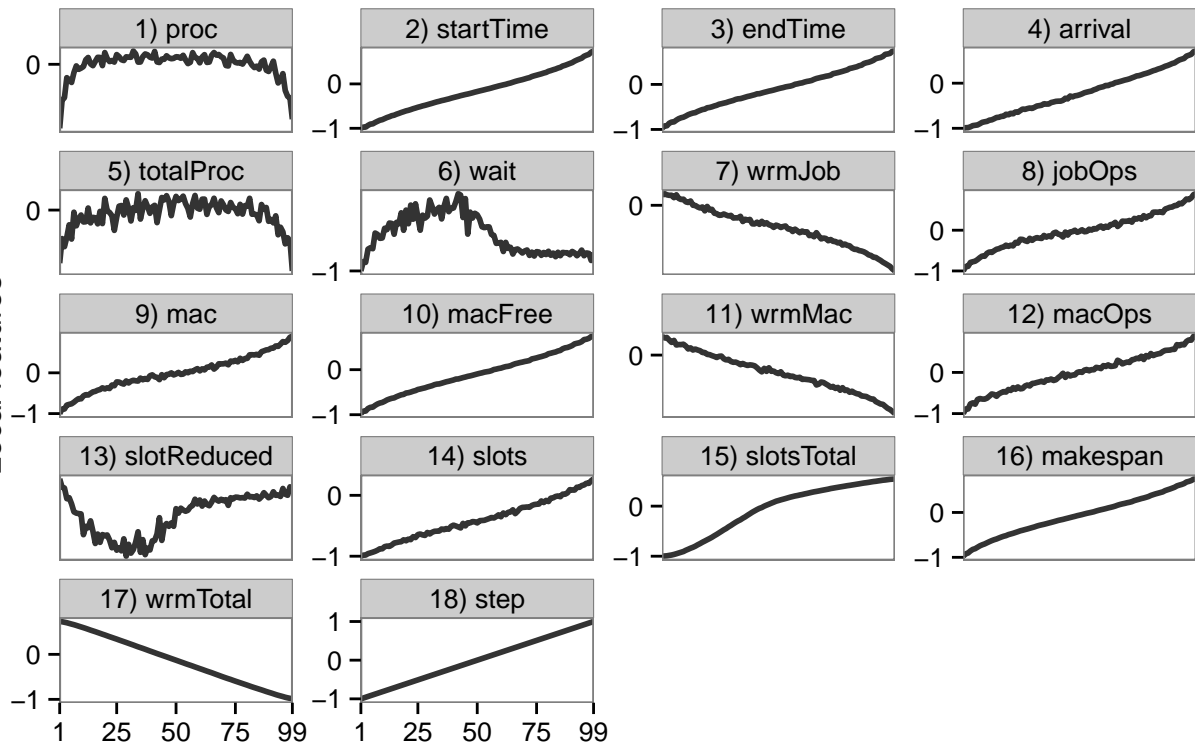 1) proc 2) startTime 3) endTime 4) arrival
0 0 0 0
−1 −1 −1
5) totalProc 6) wait 7) wrmJob 8) jobOps
0 0 0
−1 −1
9) mac 10) macFree 11) wrmMac 12) macOps
0 0 0 0
−1 −1 −1
13) slotReduced 14) slots 15) slotsTotal 16) makespan
0 0 0
−1 −1 −1
17) wrmTotal 18) step
1
0 0
−1 −1
1 25 50 75 1 25 50 75 99